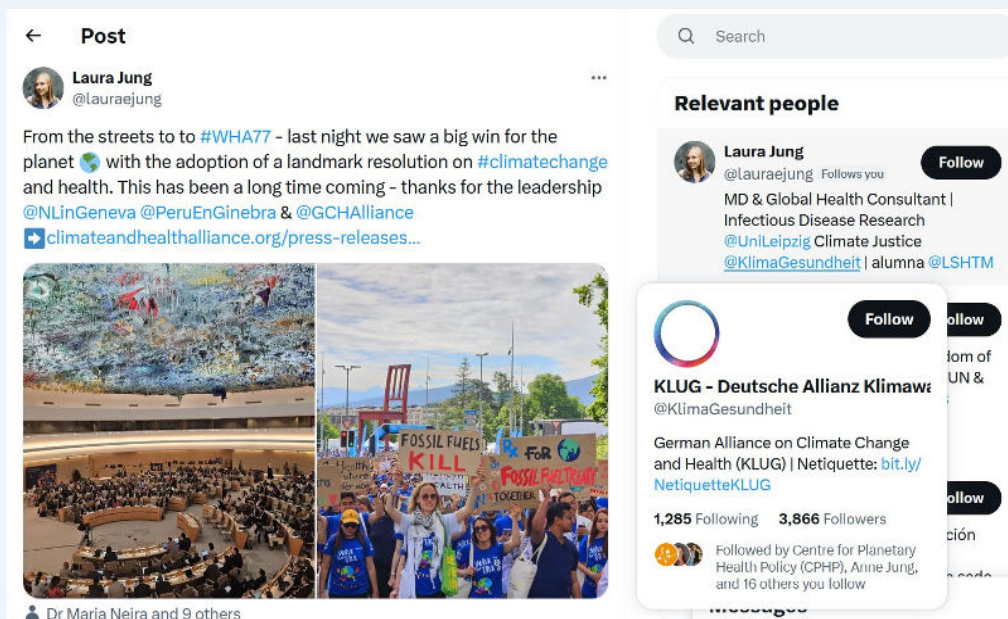 Post
Laura Jung
@lauraejung
From the streets to to #WHA77 - last night we saw a big win for the
planet 🌎 with the adoption of a landmark resolution on #climatechange
and health. This has been a long time coming - thanks for the leadership
@NLinGeneva @PeruEnGinebra & @GCHAlliance
➡climateandhealthalliance.org/press-releases...
FOSSIL FUELS
KILL
Rx FOR
FOSSIL FUEL TREATY
TOGETHER
Health
Dr Maria Neira and 9 others
Search
Relevant people
Laura Jung
@lauraejung Follows you
Follow
MD & Global Health Consultant |
Infectious Disease Research
@UniLeipzig Climate Justice
@KlimaGesundheit | alumna @LSHTM
Follow
KLUG - Deutsche Allianz Klimawa
@KlimaGesundheit
German Alliance on Climate Change
and Health (KLUG) | Netiquette: bit.ly/
NetiquetteKLUG
1,285 Following 3,866 Followers
Followed by Centre for Planetary
Health Policy (CPHP), Anne Jung,
and 16 others you follow
ollow
dom of
UN &
ollow
ción
Messages